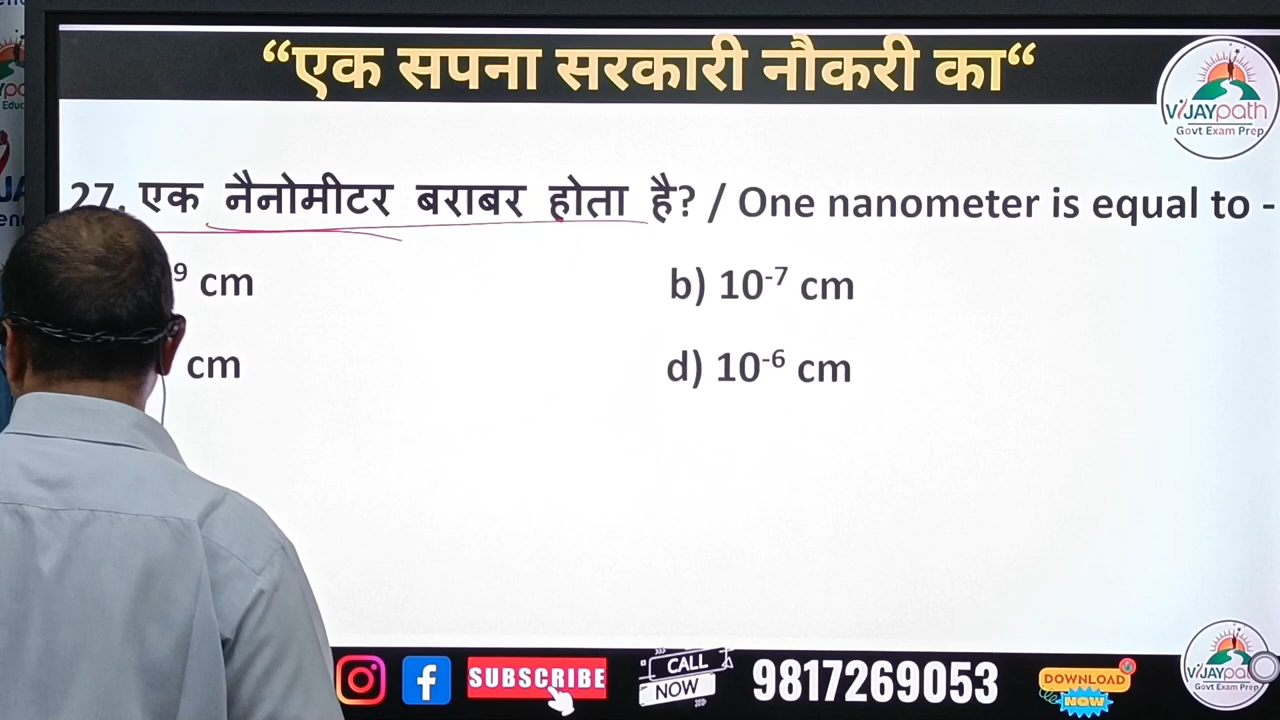 “एक सपना सरकारी नौकरी का“
VIJAYpath
Govt Exam Prep
27. एक नैनोमीटर बराबर होता है? / One nanometer is equal to -
9 cm
b) 10-7 cm
cm
d) 10-6 cm
SUBSCRIBE
CALL
NOW
9817269053
DOWNLOAD
NOW
VIJAYpath
Govt Exam Prep